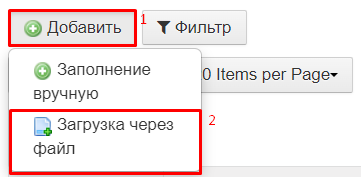 Добавить 1 Фильтр
Заполнение
вручную
0 Items per Page
Загрузка через
файл
2